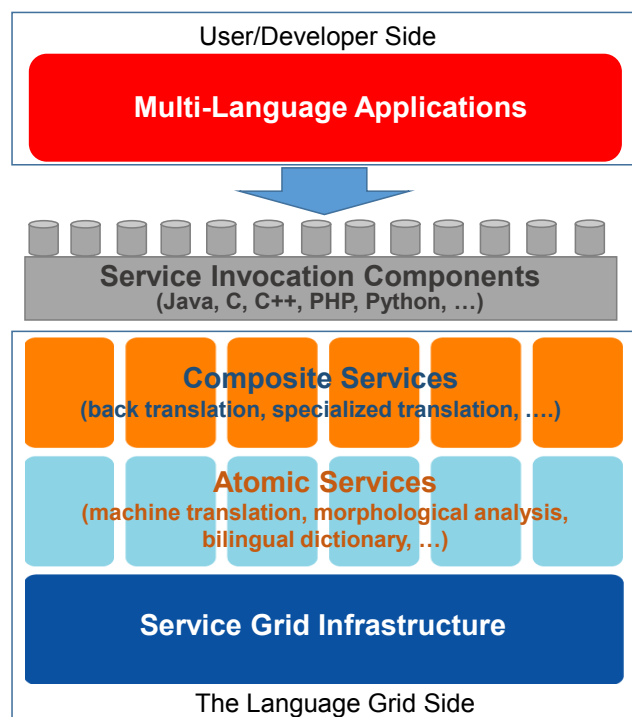 User/Developer Side
Multi-Language Applications
Service Invocation Components
(Java, C, C++, PHP, Python, …)
Composite Services
(back translation, specialized translation, ….)
Atomic Services
(machine translation, morphological analysis,
bilingual dictionary, …)
Service Grid Infrastructure
The Language Grid Side